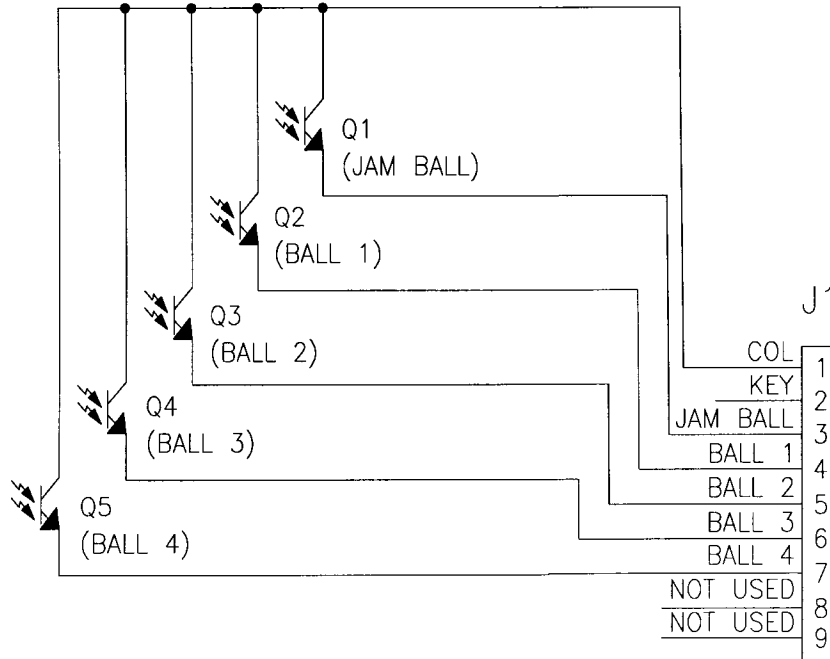 Q1
(JAM BALL)
Q2
(BALL 1)
Q3
(BALL 2)
Q4
(BALL 3)
Q5
(BALL 4)
COL 1
KEY 2
JAM BALL 3
BALL 1 4
BALL 2 5
BALL 3 6
BALL 4 7
NOT USED 8
NOT USED 9